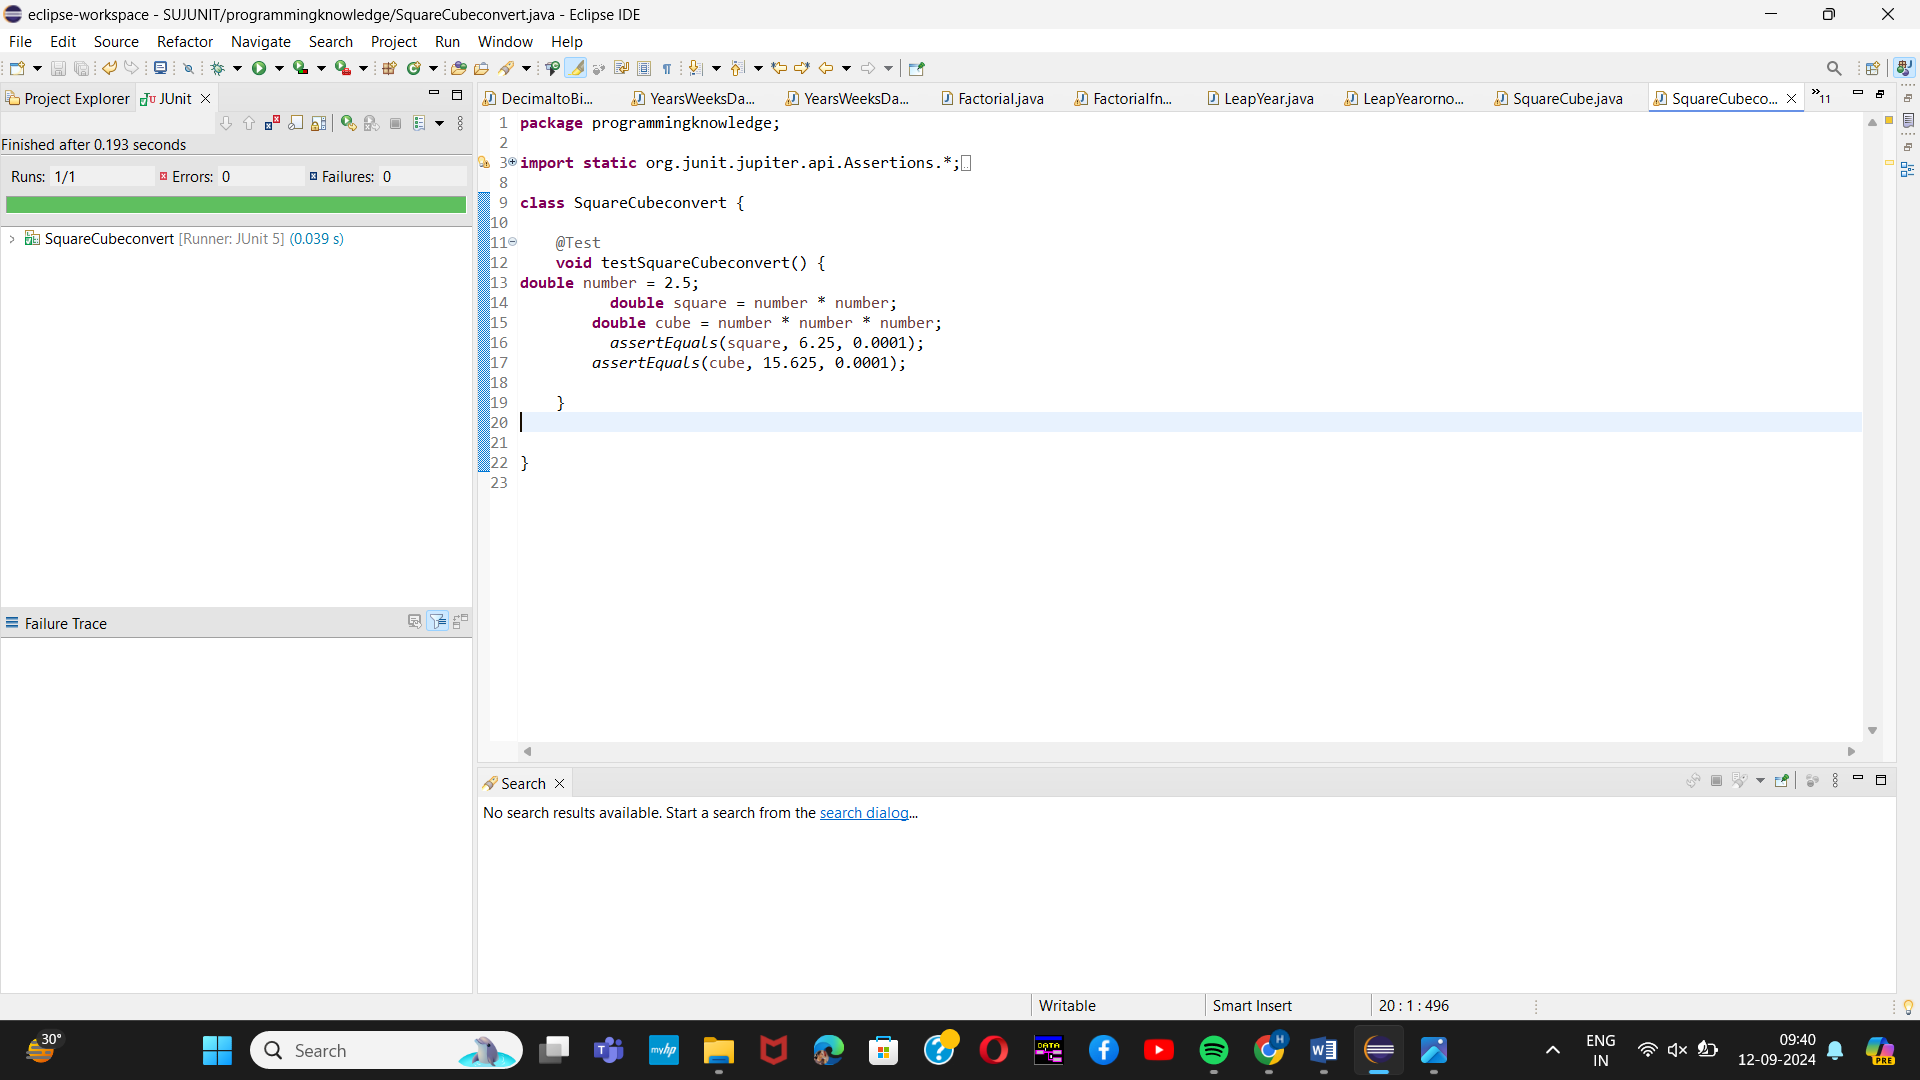 eclipse-workspace - SUJUNIT/programmingknowledge/SquareCubeconvert.java - Eclipse IDE
File Edit Source Refactor Navigate Search Project Run Window Help
Project Explorer JUnit
Finished after 0.193 seconds
Runs: 1/1 Errors: 0 Failures: 0
SquareCubeconvert [Runner: JUnit 5] (0.039 s)
Failure Trace
DecimaltoBi... YearsWeeksDa... YearsWeeksDa... Factorial.java Factorialfn... LeapYear.java LeapYearorno... SquareCube.java SquareCubeco... »11
1 package programmingknowledge;
2
3 import static org.junit.jupiter.api.Assertions.*;
8
9 class SquareCubeconvert {
10
11 @Test
12 void testSquareCubeconvert() {
13 double number = 2.5;
14 double square = number * number;
15 double cube = number * number * number;
16 assertEquals(square, 6.25, 0.0001);
17 assertEquals(cube, 15.625, 0.0001);
18
19 }
20
21
22 }
23
Search
No search results available. Start a search from the search dialog...
Writable Smart Insert 20 : 1 : 496
30°
Search
myhp
DATA
H
W
ENG
IN
09:40
12-09-2024
PRE